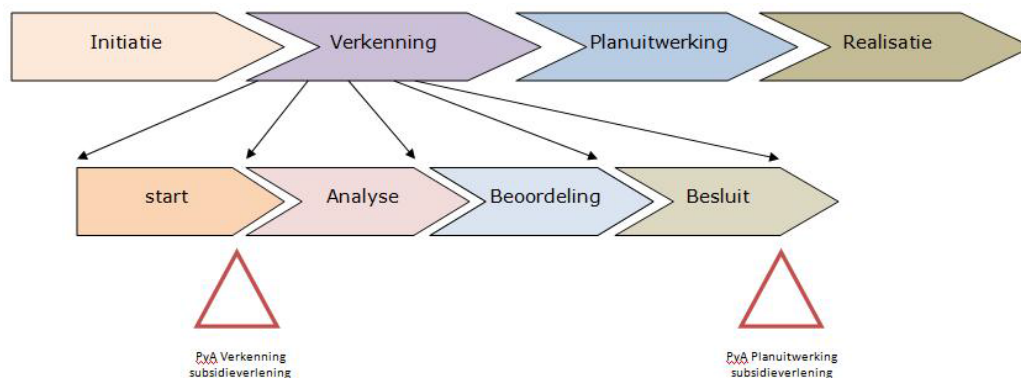 Initiatie
Verkenning
Planuitwerking
Realisatie
start
Analyse
Beoordeling
Besluit
PvA Verkenning
subsidieverlening
PvA Planuitwerking
subsidieverlening